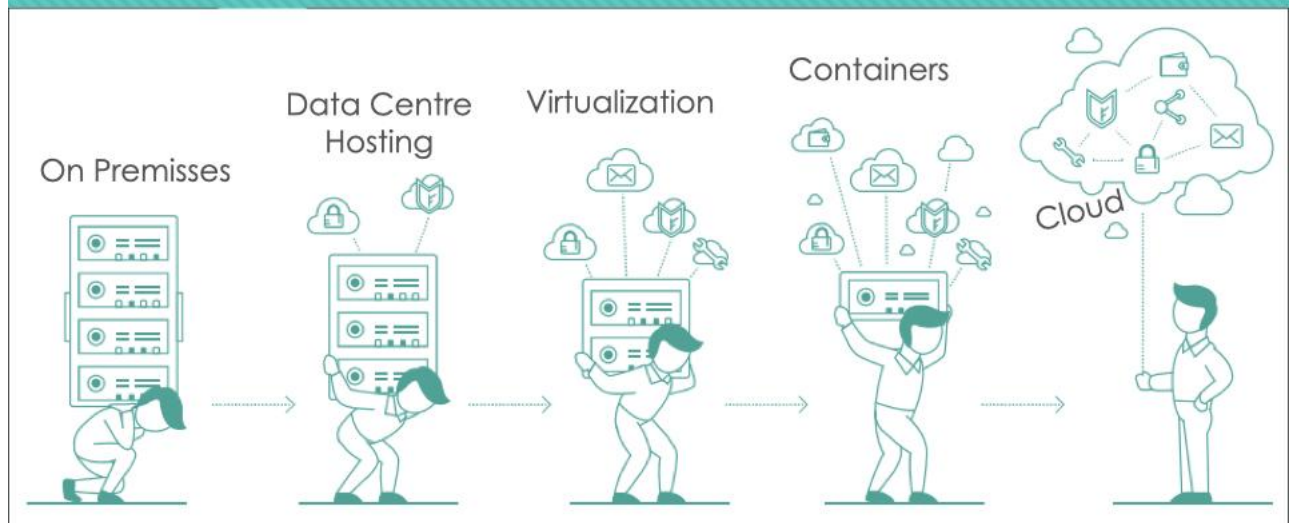 On Premisses
Data Centre
Hosting
Virtualization
Containers
Cloud